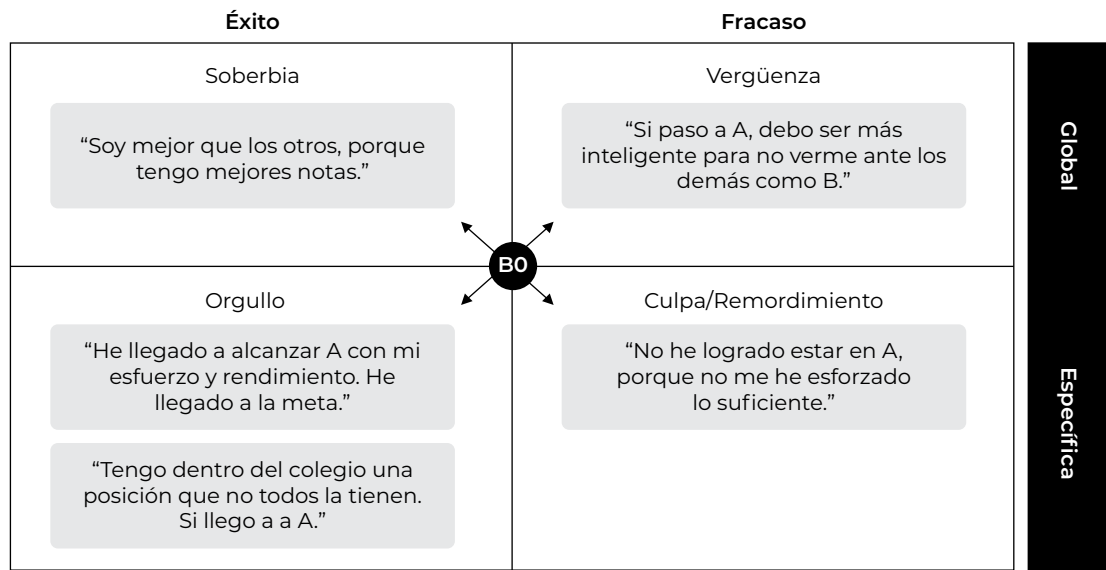 Éxito
Fracaso
Soberbia
“Soy mejor que los otros, porque
tengo mejores notas.”
Vergüenza
“Si paso a A, debo ser más
inteligente para no verme ante los
demás como B.”
Global
B0
Orgullo
“He llegado a alcanzar A con mi
esfuerzo y rendimiento. He
llegado a la meta.”
“Tengo dentro del colegio una
posición que no todos la tienen.
Si llego a a A.”
Culpa/Remordimiento
“No he logrado estar en A,
porque no me he esforzado
lo suficiente.”
Específica